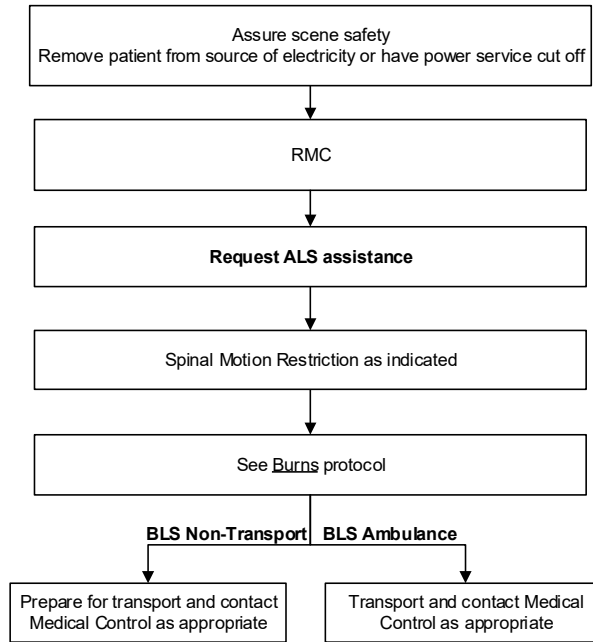 Assure scene safety
Remove patient from source of electricity or have power service cut off
RMC
Request ALS assistance
Spinal Motion Restriction as indicated
See Burns protocol
BLS Non-Transport
BLS Ambulance
Prepare for transport and contact
Medical Control as appropriate
Transport and contact Medical
Control as appropriate